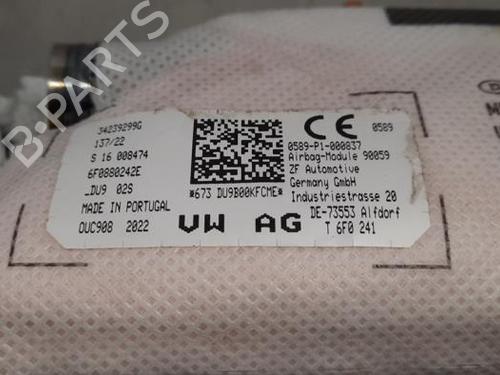 34239299G
137/22
S 16 008474
6F0880242E
_DU9 02S
MADE IN PORTUGAL
OUC908 2022
*673 DU9B00KFCME*
VW AG
CE 0589
0589-P1-000837
Airbag-Module 90059
ZF Automotive
Germany GmbH
Industriestrasse 20
DE-73553 Alfdorf
T 6F0 241
B-PARTS